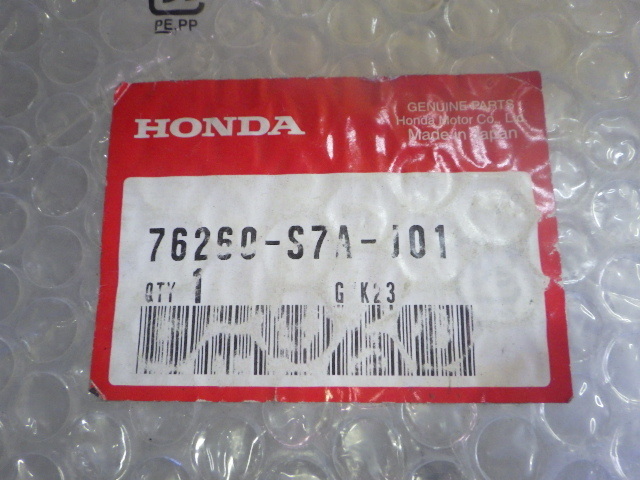 PE.PP
HONDA
GENUINE PARTS
Honda Motor Co., Ltd.
Made in Japan
76260-S7A-J01
QTY 1 G K23